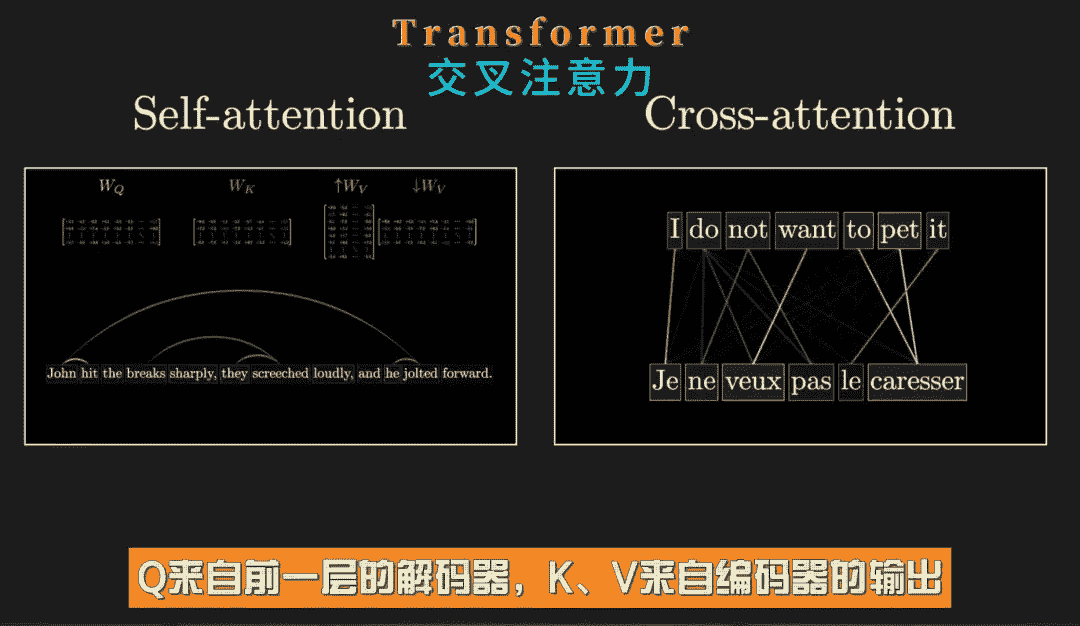 Transformer
交叉注意力
Self-attention
Cross-attention
W_Q W_K ↑W_V ↓W_V
John hit the breaks sharply, they screeched loudly, and he jolted forward.
I do not want to pet it
Je ne veux pas le caresser
Q来自前一层的解码器，K、V来自编码器的输出